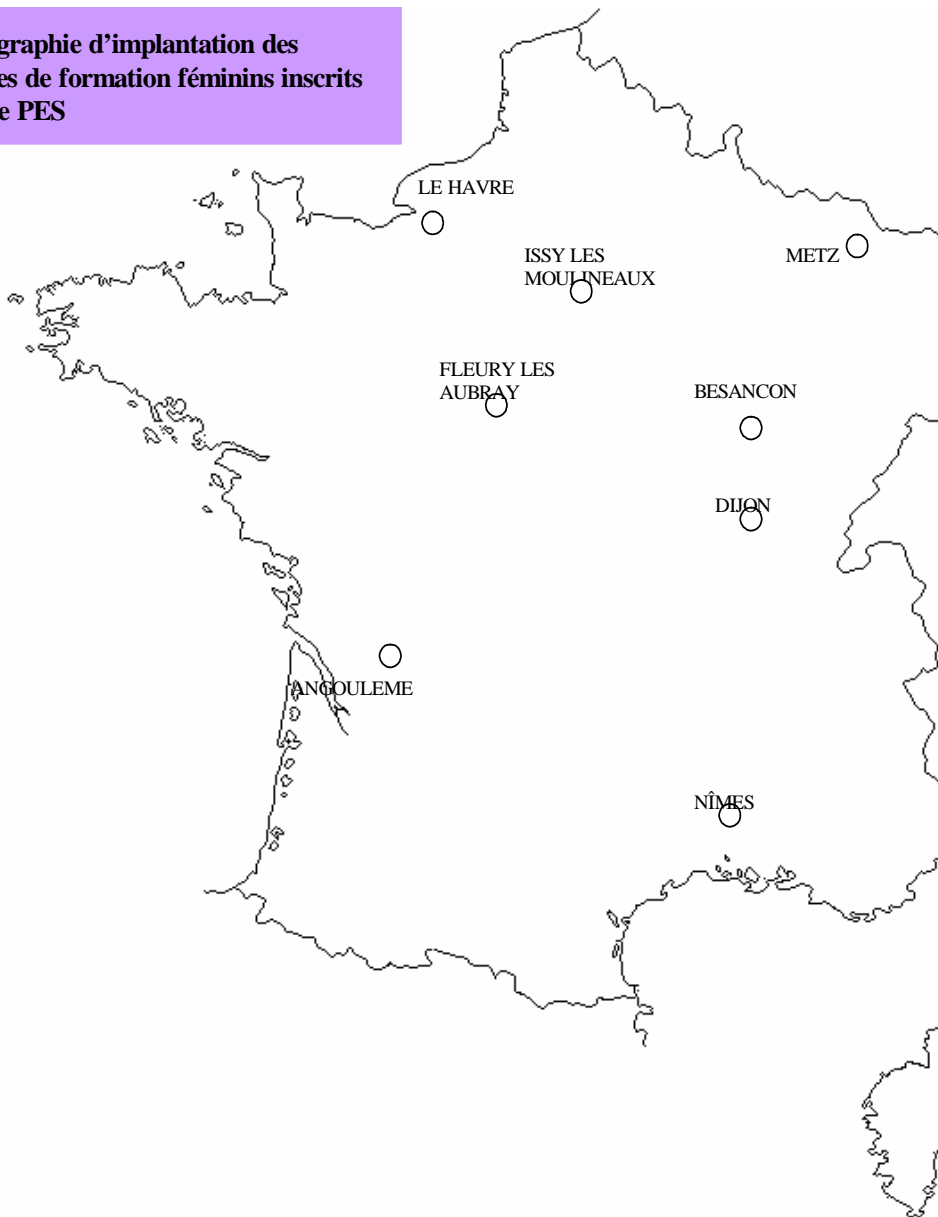 graphie d'implantation des
es de formation féminins inscrits
e PES
LE HAVRE
ISSY LES
MOULINEAUX
METZ
FLEURY LES
AUBRAY
BESANCON
DIJON
ANGOULEME
NÎMES